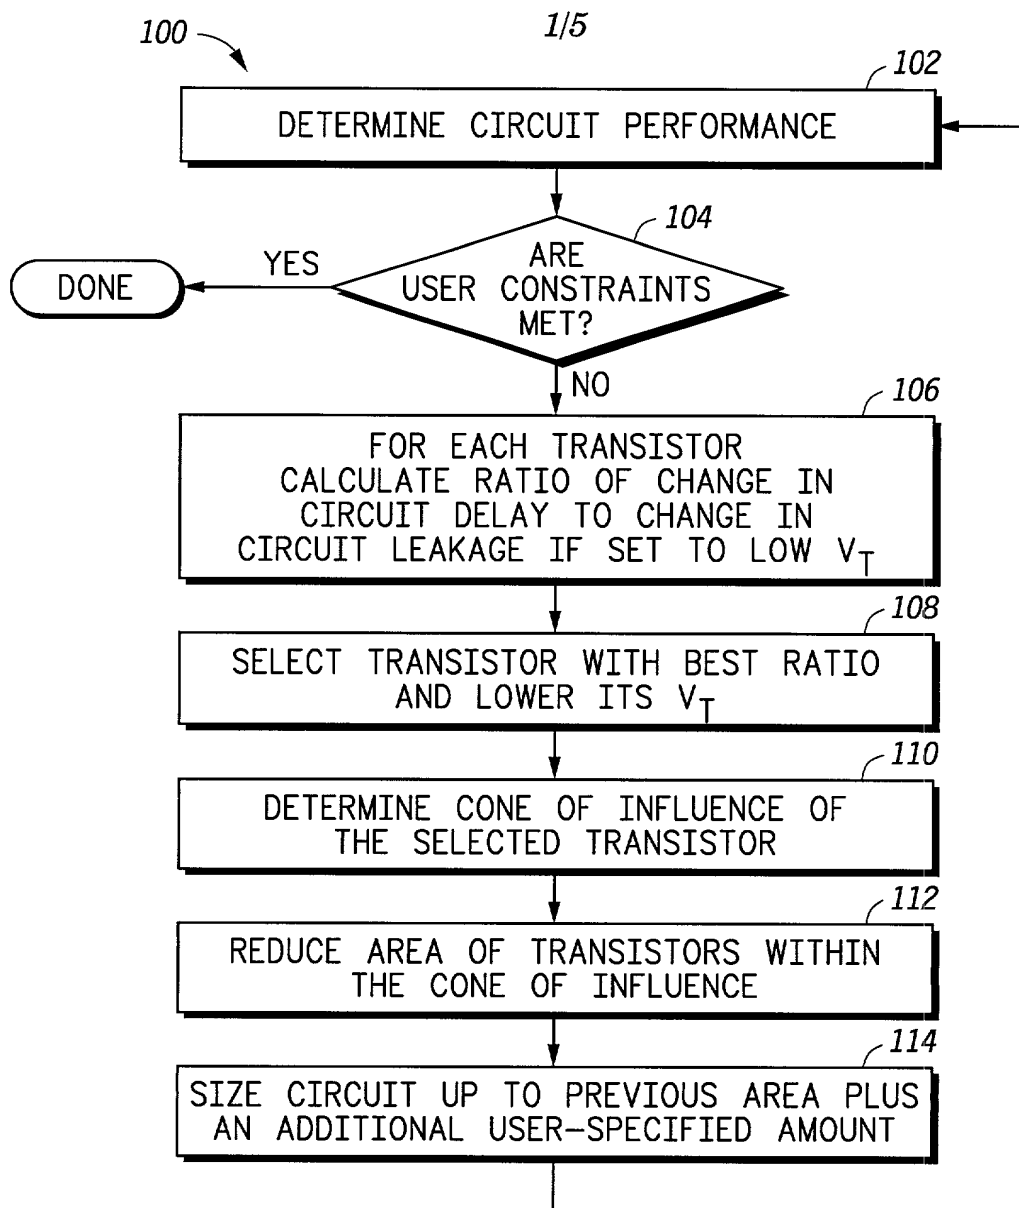 1/5
100
102
DETERMINE CIRCUIT PERFORMANCE
104
ARE
USER CONSTRAINTS
MET?
YES
DONE
NO
106
FOR EACH TRANSISTOR
CALCULATE RATIO OF CHANGE IN
CIRCUIT DELAY TO CHANGE IN
CIRCUIT LEAKAGE IF SET TO LOW VT
108
SELECT TRANSISTOR WITH BEST RATIO
AND LOWER ITS VT
110
DETERMINE CONE OF INFLUENCE OF
THE SELECTED TRANSISTOR
112
REDUCE AREA OF TRANSISTORS WITHIN
THE CONE OF INFLUENCE
114
SIZE CIRCUIT UP TO PREVIOUS AREA PLUS
AN ADDITIONAL USER-SPECIFIED AMOUNT